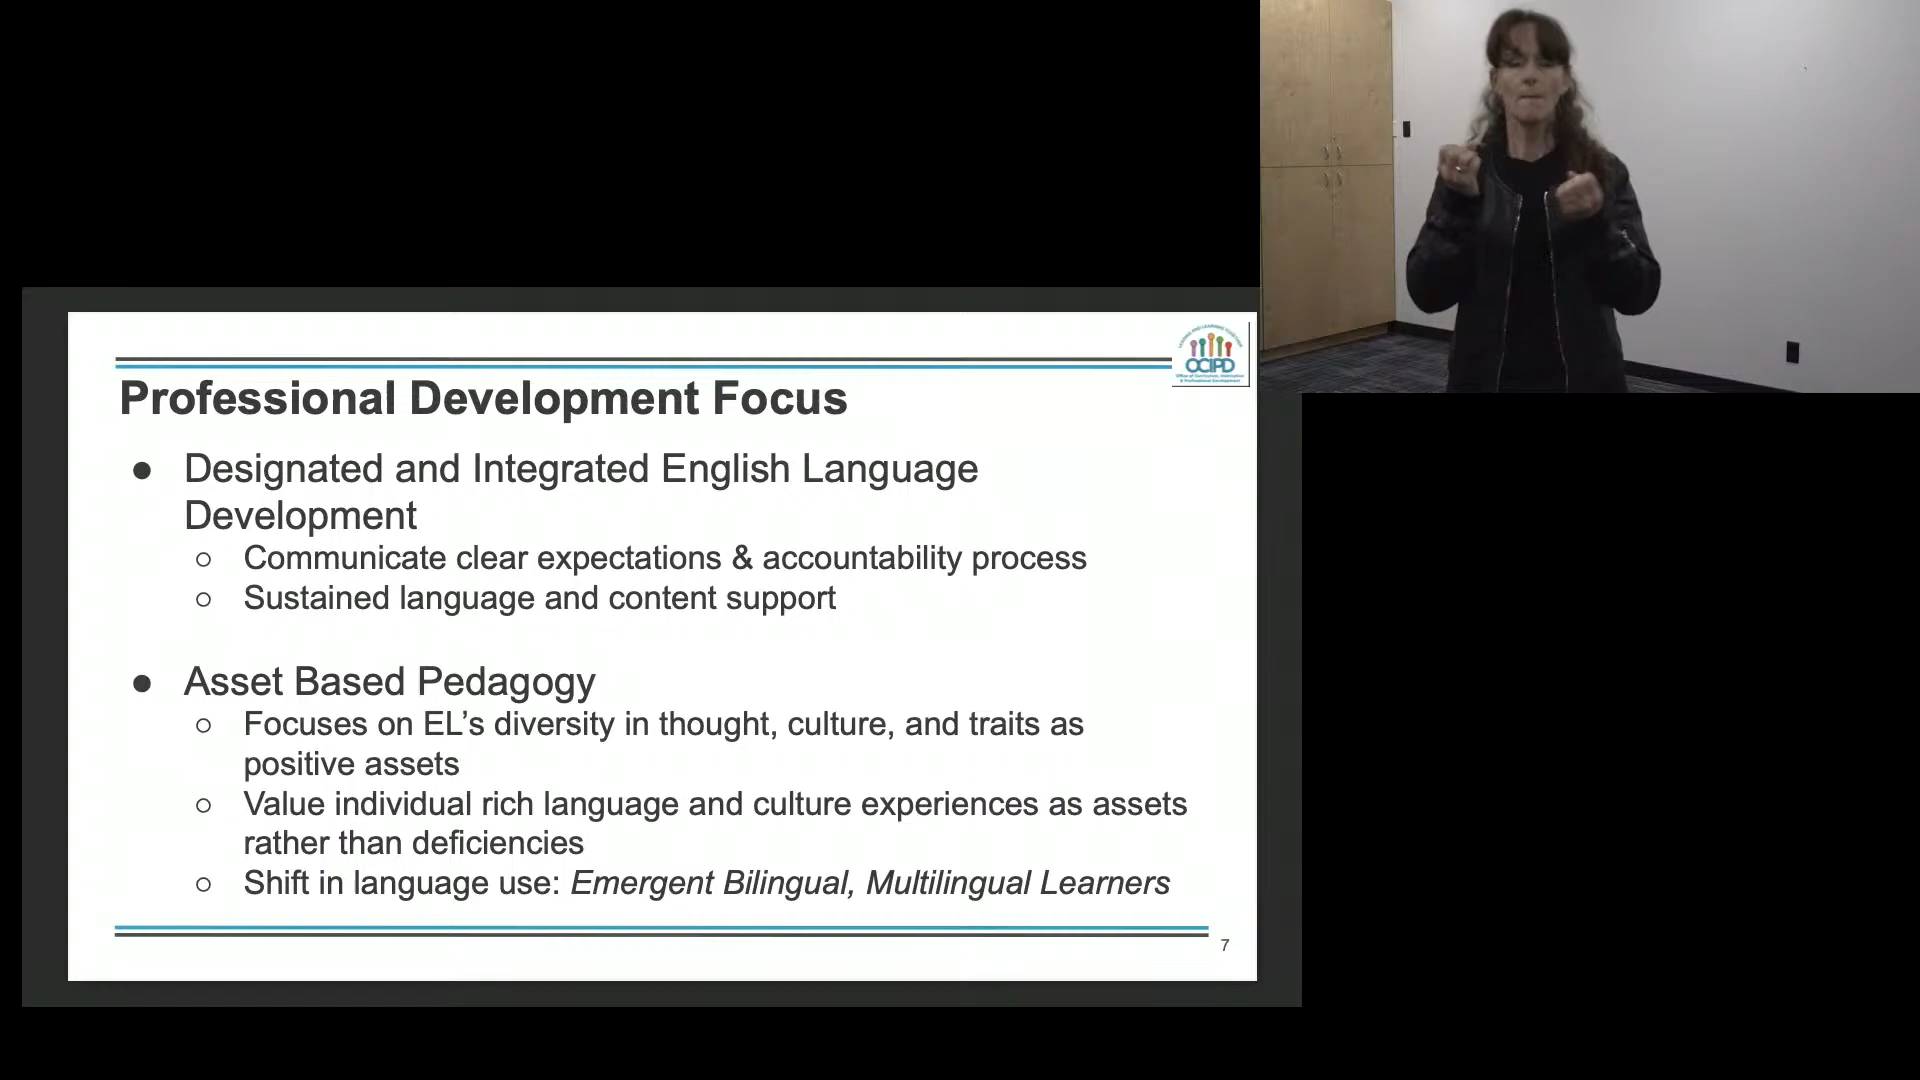 OCIPD
Professional Development Focus
● Designated and Integrated English Language
Development
○ Communicate clear expectations & accountability process
○ Sustained language and content support
● Asset Based Pedagogy
○ Focuses on EL’s diversity in thought, culture, and traits as
positive assets
○ Value individual rich language and culture experiences as assets
rather than deficiencies
○ Shift in language use: Emergent Bilingual, Multilingual Learners
7